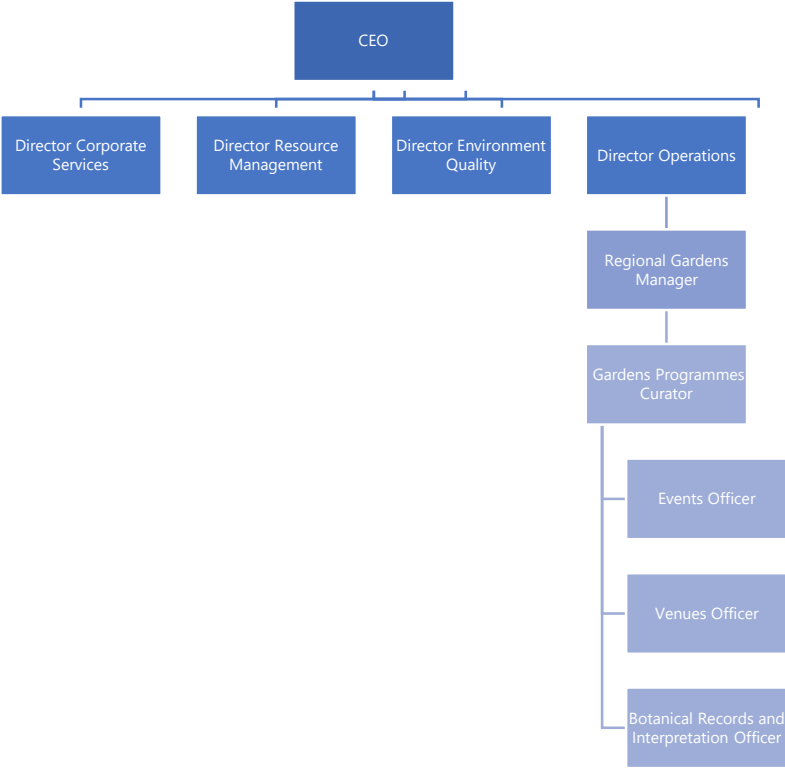 CEO
Director Corporate
Services
Director Resource
Management
Director Environment
Quality
Director Operations
Regional Gardens
Manager
Gardens Programmes
Curator
Events Officer
Venues Officer
Botanical Records and
Interpretation Officer